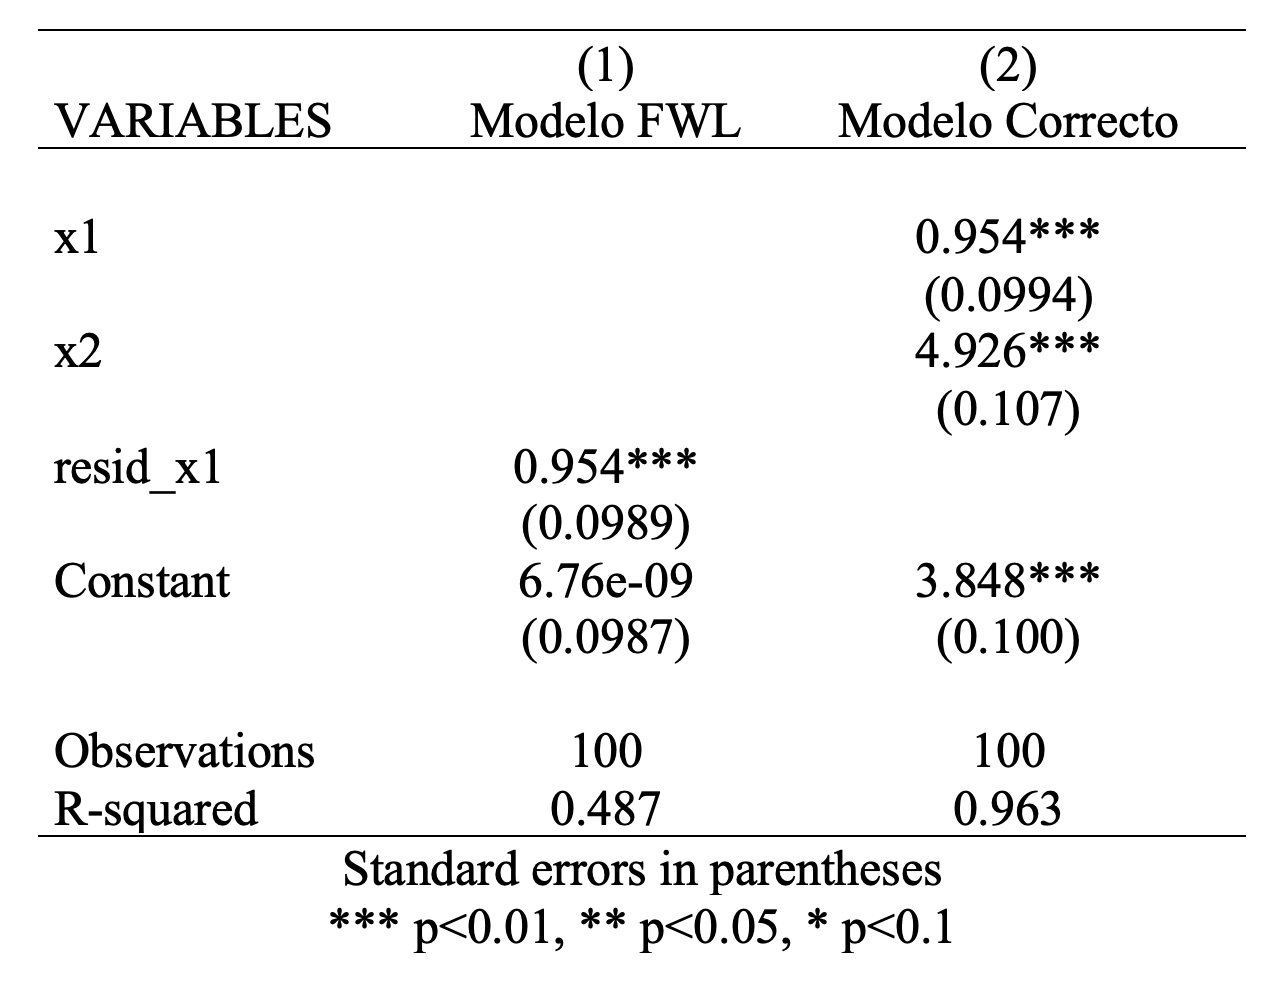 (1) (2)
VARIABLES Modelo FWL Modelo Correcto
x1 0.954***
(0.0994)
x2 4.926***
(0.107)
resid_x1 0.954***
(0.0989)
Constant 6.76e-09 3.848***
(0.0987) (0.100)
Observations 100 100
R-squared 0.487 0.963
Standard errors in parentheses
*** p<0.01, ** p<0.05, * p<0.1